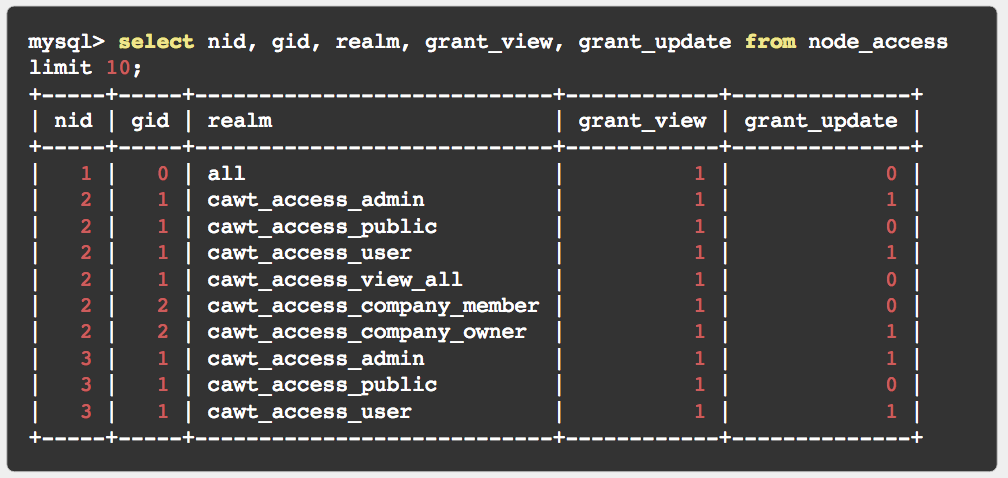 mysql> select nid, gid, realm, grant_view, grant_update from node_access
limit 10;
+-----+-----+----------------------------+------------+--------------+
| nid | gid | realm                      | grant_view | grant_update |
+-----+-----+----------------------------+------------+--------------+
|   1 |   0 | all                        |          1 |            0 |
|   2 |   1 | cawt_access_admin          |          1 |            1 |
|   2 |   1 | cawt_access_public         |          1 |            0 |
|   2 |   1 | cawt_access_user           |          1 |            1 |
|   2 |   1 | cawt_access_view_all       |          1 |            0 |
|   2 |   2 | cawt_access_company_member |          1 |            0 |
|   2 |   2 | cawt_access_company_owner  |          1 |            1 |
|   3 |   1 | cawt_access_admin          |          1 |            1 |
|   3 |   1 | cawt_access_public         |          1 |            0 |
|   3 |   1 | cawt_access_user           |          1 |            1 |
+-----+-----+----------------------------+------------+--------------+